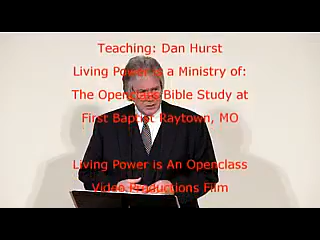 Teaching: Dan Hurst
Living Power is a Ministry of:
The Openclass Bible Study at
First Baptist Raytown, MO
Living Power is An Openclass
Video Productions Film